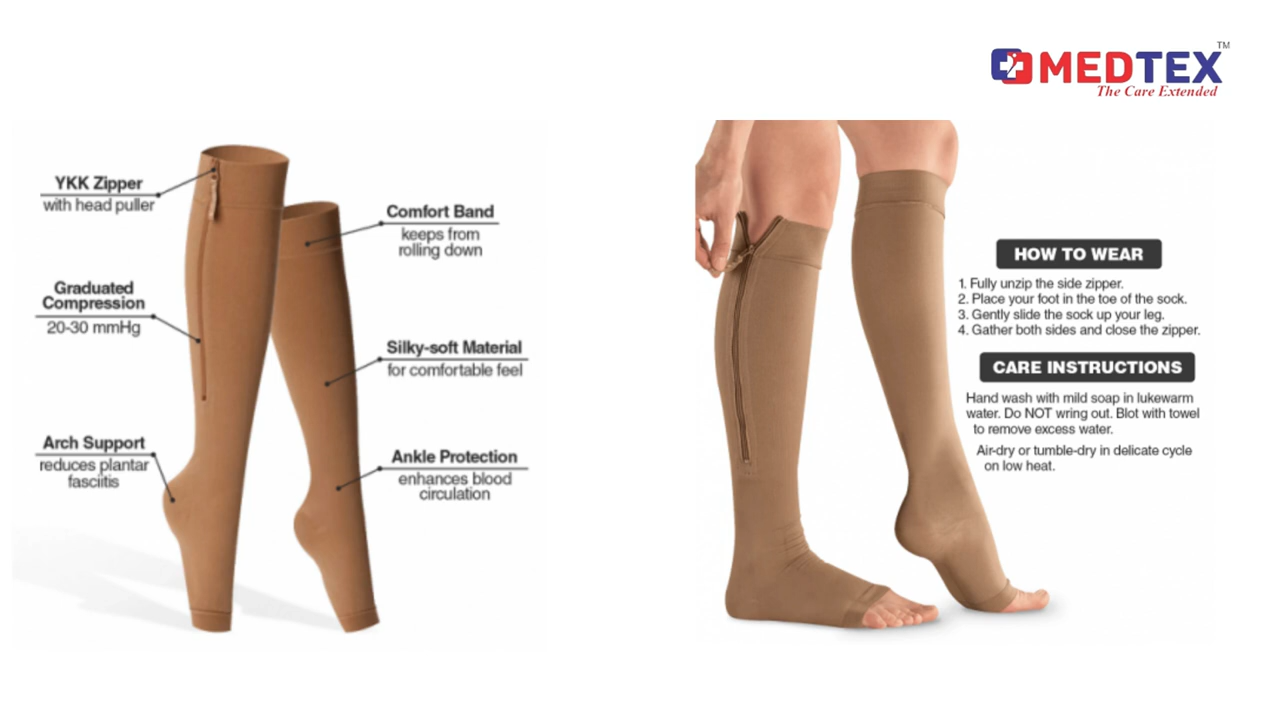 MEDTEX
TM
The Care Extended
YKK Zipper
with head puller
Graduated
Compression
20-30 mmHg
Arch Support
reduces plantar
fasciitis
Comfort Band
keeps from
rolling down
Silky-soft Material
for comfortable feel
Ankle Protection
enhances blood
circulation
HOW TO WEAR
1. Fully unzip the side zipper.
2. Place your foot in the toe of the sock.
3. Gently slide the sock up your leg.
4. Gather both sides and close the zipper.
CARE INSTRUCTIONS
Hand wash with mild soap in lukewarm
water. Do NOT wring out. Blot with towel
to remove excess water.
Air-dry or tumble-dry in delicate cycle
on low heat.